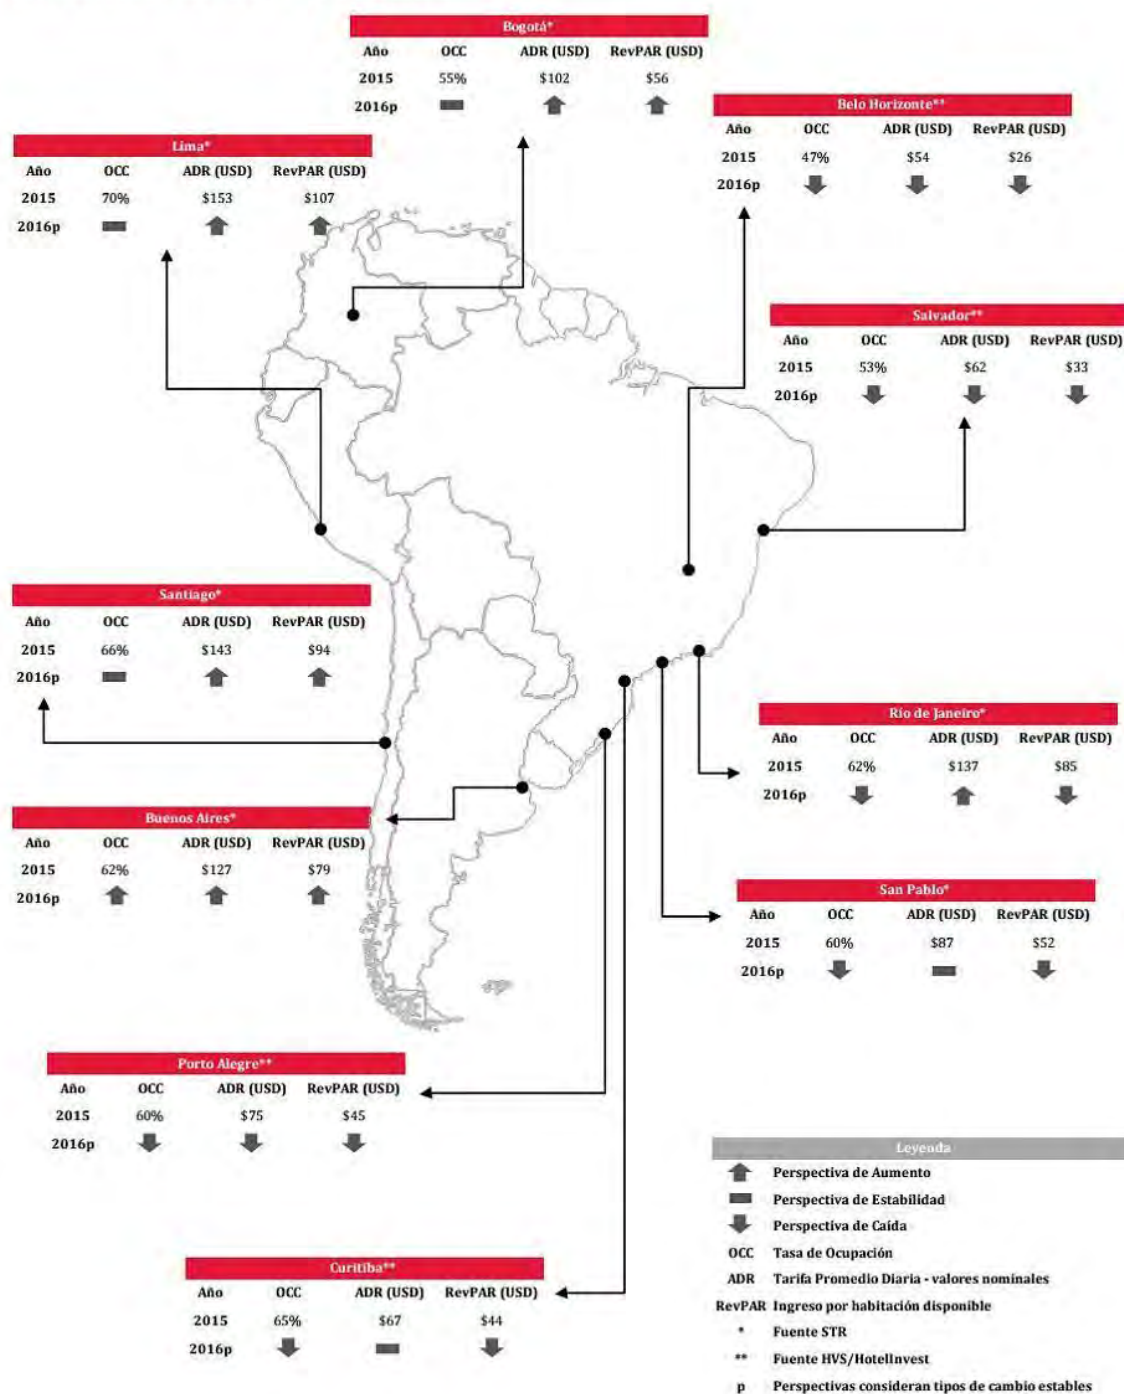 Bogotá*
Año OCC ADR (USD) RevPAR (USD)
2015 55% $102 $56
2016p
Belo Horizonte**
Año OCC ADR (USD) RevPAR (USD)
2015 47% $54 $26
2016p
Lima*
Año OCC ADR (USD) RevPAR (USD)
2015 70% $153 $107
2016p
Salvador**
Año OCC ADR (USD) RevPAR (USD)
2015 53% $62 $33
2016p
Santiago*
Año OCC ADR (USD) RevPAR (USD)
2015 66% $143 $94
2016p
Río de Janeiro*
Año OCC ADR (USD) RevPAR (USD)
2015 62% $137 $85
2016p
Buenos Aires*
Año OCC ADR (USD) RevPAR (USD)
2015 62% $127 $79
2016p
San Pablo*
Año OCC ADR (USD) RevPAR (USD)
2015 60% $87 $52
2016p
Porto Alegre**
Año OCC ADR (USD) RevPAR (USD)
2015 60% $75 $45
2016p
Curitiba**
Año OCC ADR (USD) RevPAR (USD)
2015 65% $67 $44
2016p
Leyenda
Perspectiva de Aumento
Perspectiva de Estabilidad
Perspectiva de Caída
OCC Tasa de Ocupación
ADR Tarifa Promedio Diaria - valores nominales
RevPAR Ingreso por habitación disponible
* Fuente STR
** Fuente HVS/HotelInvest
p Perspectivas consideran tipos de cambio estables